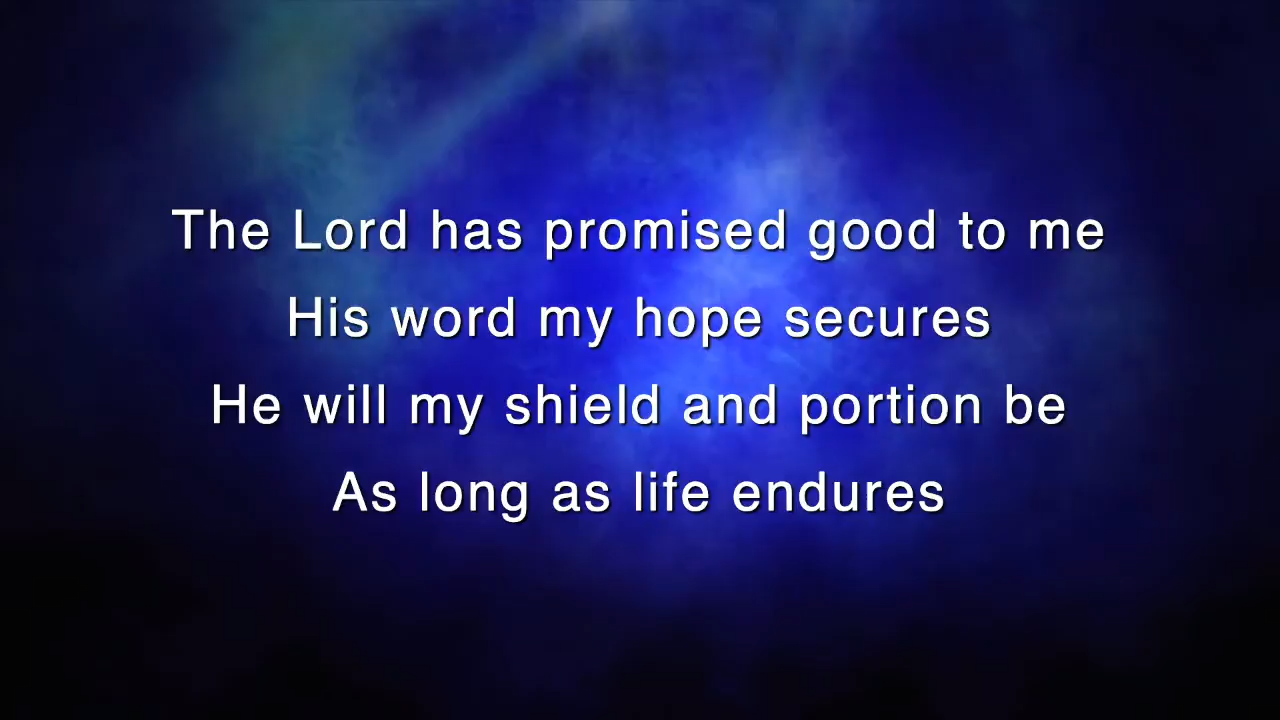 The Lord has promised good to me
His word my hope secures
He will my shield and portion be
As long as life endures